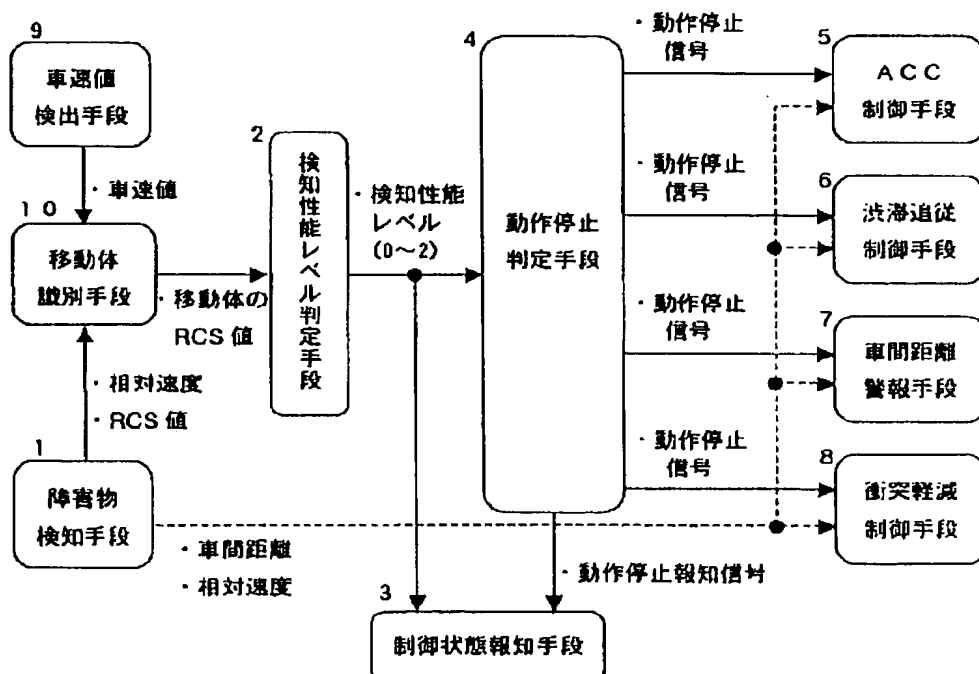 9
車速値
検出手段
・車速値
10
移動体
識別手段
・移動体の
RCS 値
・相対速度
・RCS 値
1
障害物
検知手段
・車間距離
・相対速度
2
検知性能レベル判定手段
・検知性能
レベル
(0～2)
3
制御状態報知手段
4
動作停止
判定手段
・動作停止
信号
・動作停止
信号
・動作停止
信号
・動作停止
信号
・動作停止報知信号
5
ACC
制御手段
6
渋滞追従
制御手段
7
車間距離
警報手段
8
衝突軽減
制御手段